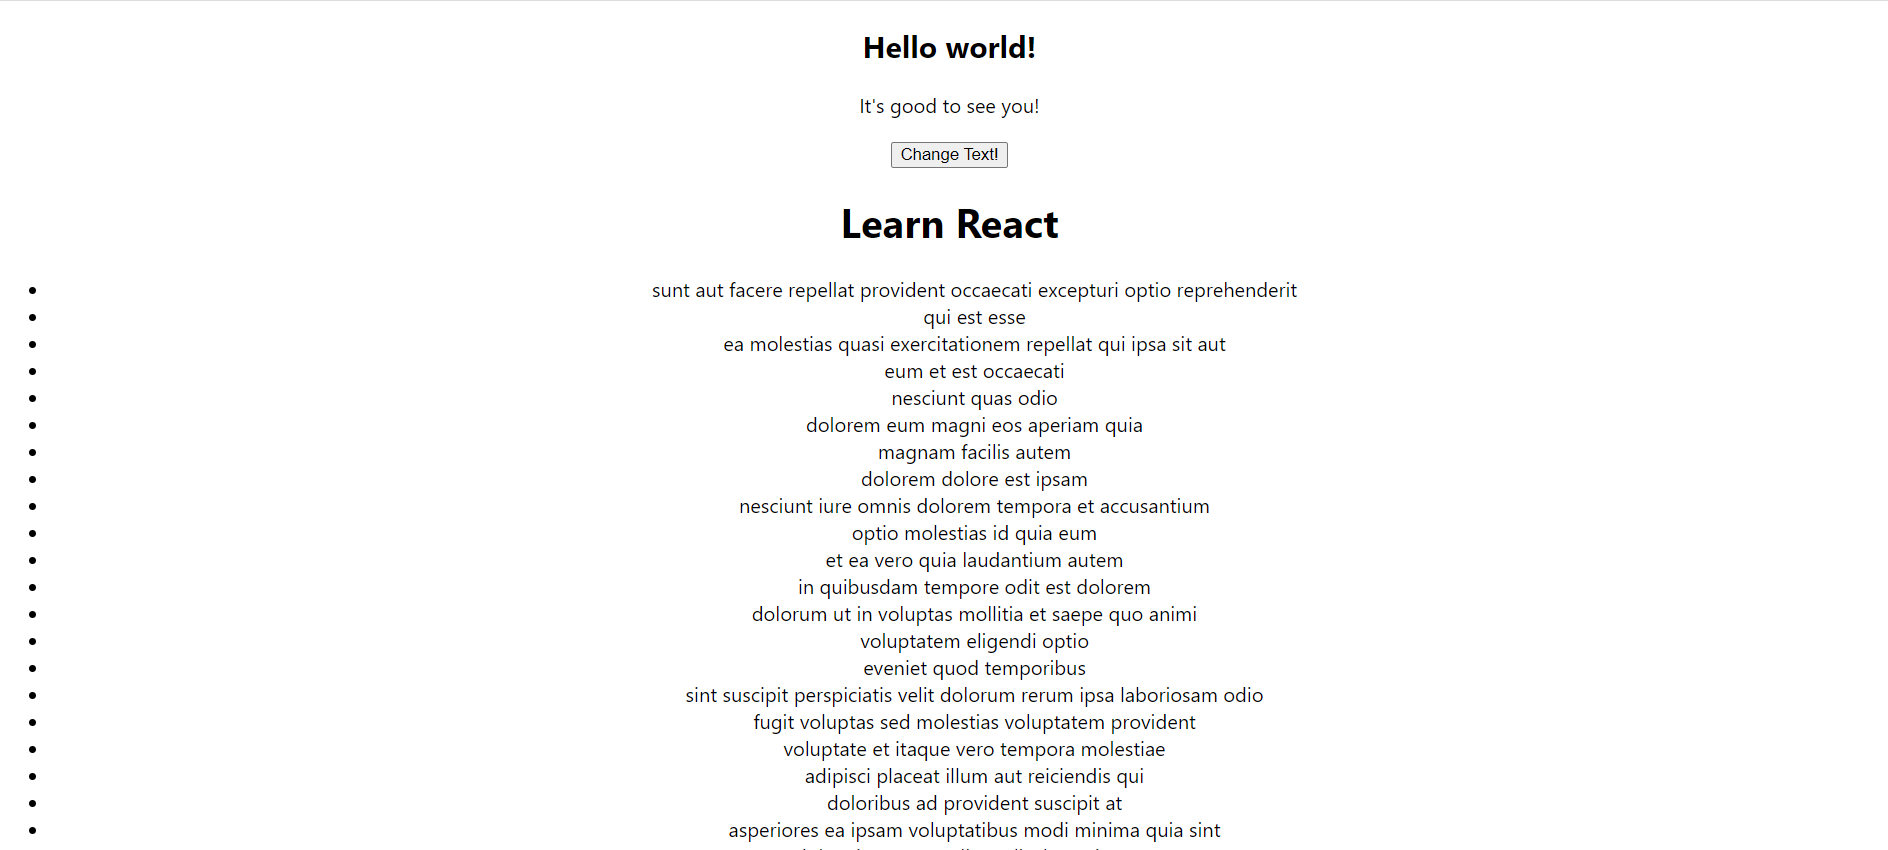 Hello world!
It's good to see you!
Change Text!
Learn React
sunt aut facere repellat provident occaecati excepturi optio reprehenderit
qui est esse
ea molestias quasi exercitationem repellat qui ipsa sit aut
eum et est occaecati
nesciunt quas odio
dolorem eum magni eos aperiam quia
magnam facilis autem
dolorem dolore est ipsam
nesciunt iure omnis dolorem tempora et accusantium
optio molestias id quia eum
et ea vero quia laudantium autem
in quibusdam tempore odit est dolorem
dolorum ut in voluptas mollitia et saepe quo animi
voluptatem eligendi optio
eveniet quod temporibus
sint suscipit perspiciatis velit dolorum rerum ipsa laboriosam odio
fugit voluptas sed molestias voluptatem provident
voluptate et itaque vero tempora molestiae
adipisci placeat illum aut reiciendis qui
doloribus ad provident suscipit at
asperiores ea ipsam voluptatibus modi minima quia sint